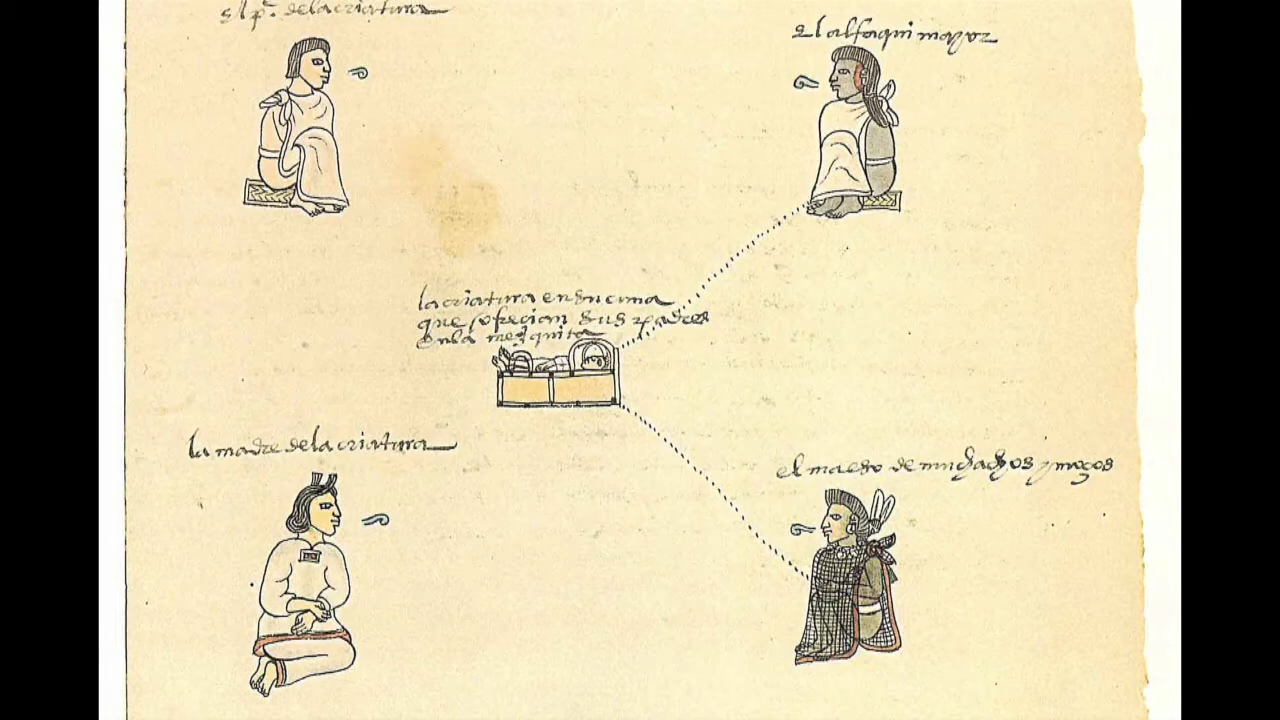 el p.e de la criatura
El alfaqui mayor
la criatura en su cuna
que ofrecian sus padres
en la mezquita
la madre de la criatura
el maestro de muchachos y moços